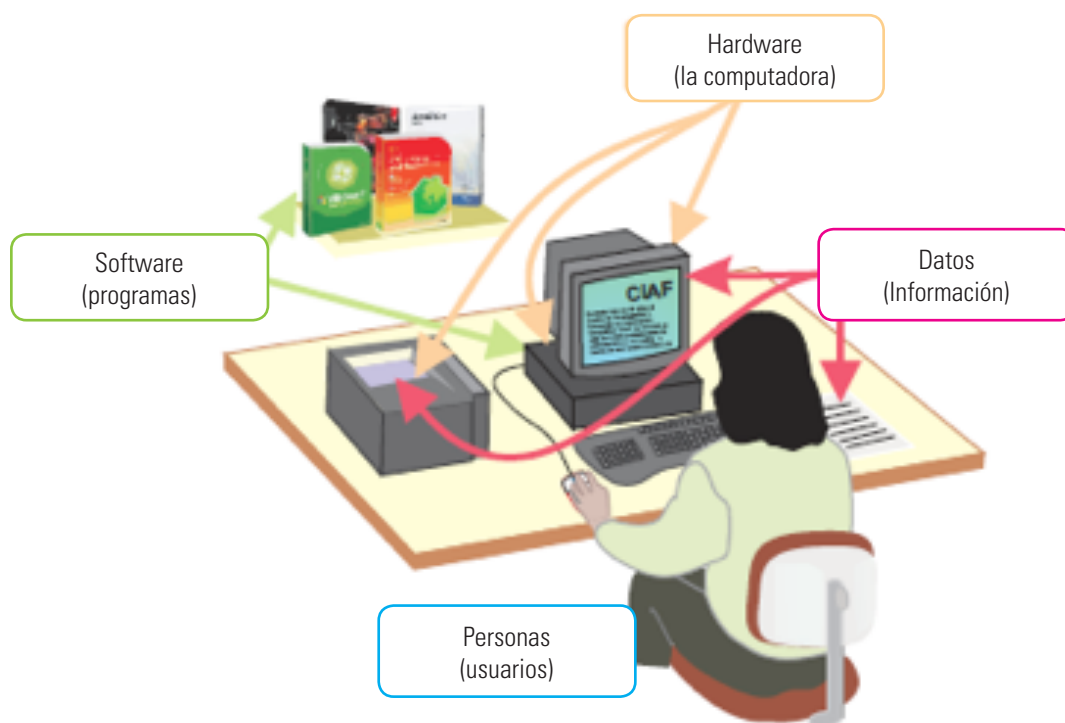 Hardware
(la computadora)
Software
(programas)
Datos
(Información)
CIAF
Personas
(usuarios)